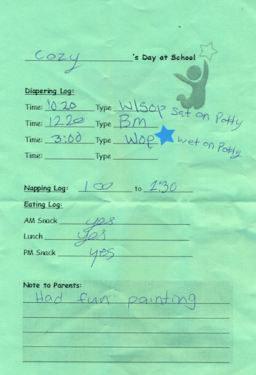 Cozy 's Day at School
Diapering Log:
Time: 10:20 Type W/sop set on Potty
Time: 12:20 Type Bm
Time: 3:00 Type Wop wet on Potty
Time: Type
Napping Log: 1:00 to 2:30
Eating Log:
AM Snack yes
Lunch yes
PM Snack yes
Note to Parents:
Had fun painting